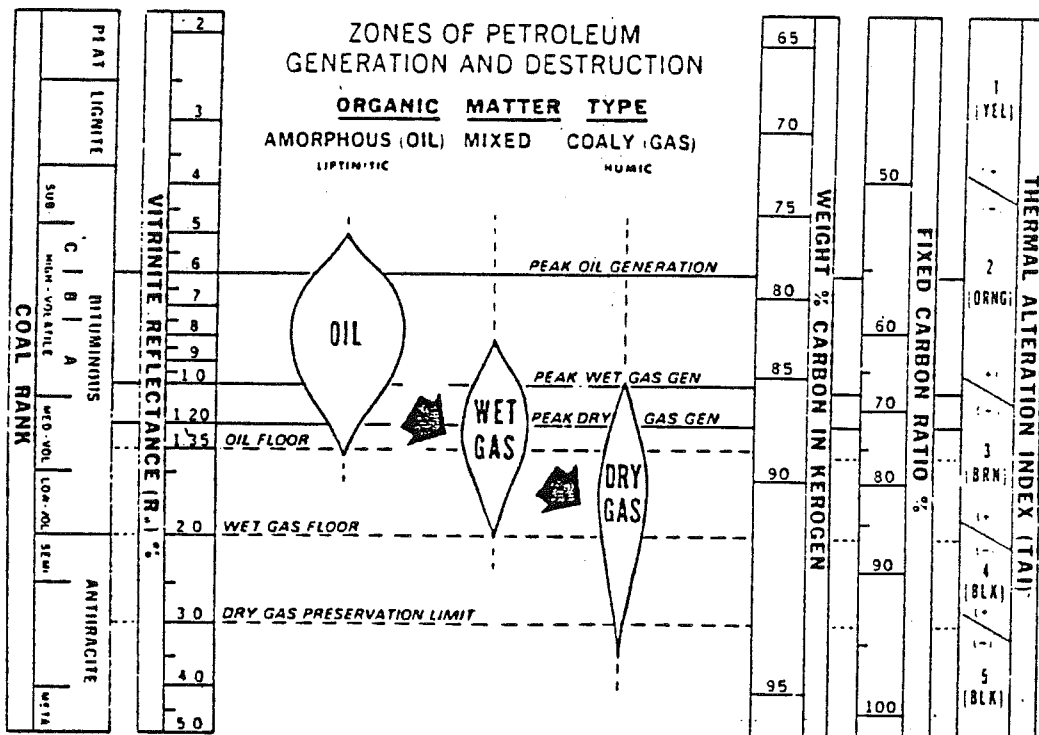 ZONES OF PETROLEUM
GENERATION AND DESTRUCTION
ORGANIC MATTER TYPE
AMORPHOUS (OIL) MIXED COALY (GAS)
LIPTINITIC HUMIC
COAL RANK
PEAT
LIGNITE
BITUMINOUS
ANTHRACITE
SUB.
HIGH-VOLATILE
C B A
MED-VOL
LOW-VOL
SEMI
META
VITRINITE REFLECTANCE (R.) %
.2
.3
.4
.5
.6
.7
.8
.9
1.0
1.20
1.35
2.0
3.0
4.0
5.0
PEAK OIL GENERATION
OIL
PEAK WET GAS GEN
WET
GAS
PEAK DRY GAS GEN
OIL FLOOR
DRY
GAS
WET GAS FLOOR
DRY GAS PRESERVATION LIMIT
WEIGHT % CARBON IN KEROGEN
65
70
75
80
85
90
95
FIXED CARBON RATIO %
50
60
70
80
90
100
THERMAL ALTERATION INDEX (TAI)
1
(YEL)
(+)
(-)
2
(ORNG)
(+)
(-)
3
(BRN)
(+)
(-)
4
(BLK)
(+)
(-)
5
(BLK)